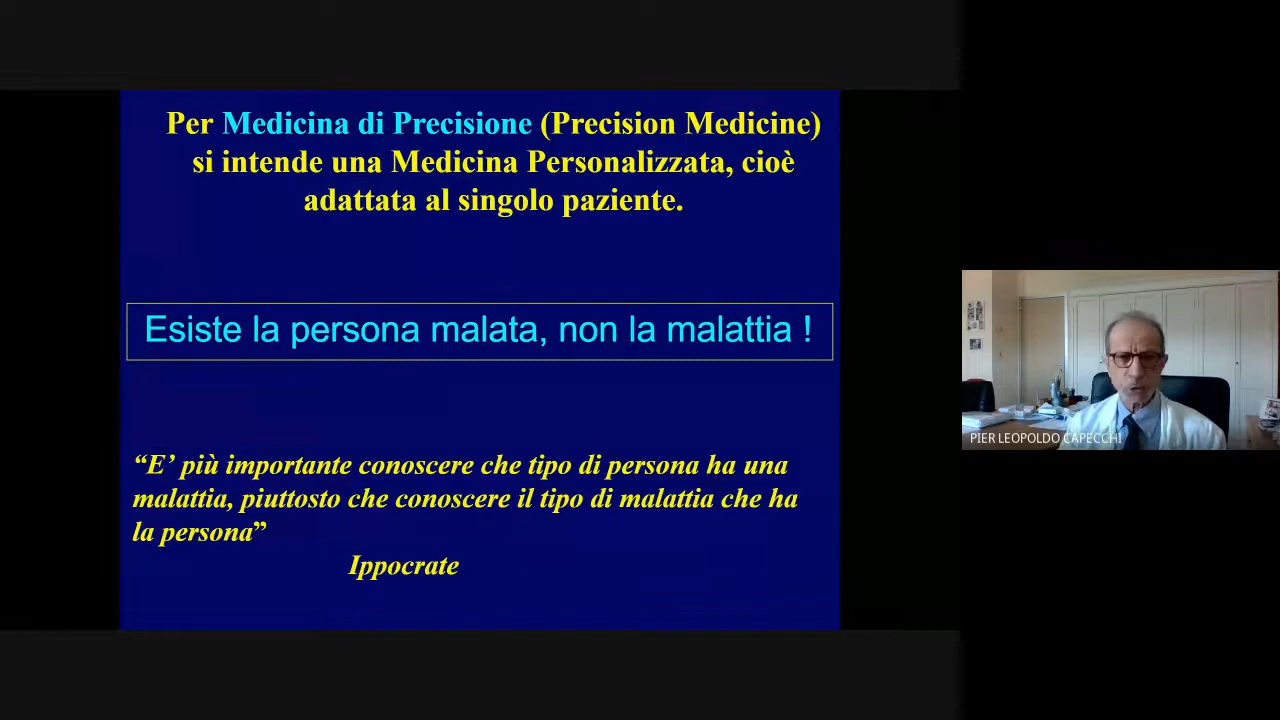 Per Medicina di Precisione (Precision Medicine)
si intende una Medicina Personalizzata, cioè
adattata al singolo paziente.
Esiste la persona malata, non la malattia !
“E’ più importante conoscere che tipo di persona ha una
malattia, piuttosto che conoscere il tipo di malattia che ha
la persona”
Ippocrate
PIER LEOPOLDO CAPECCHI